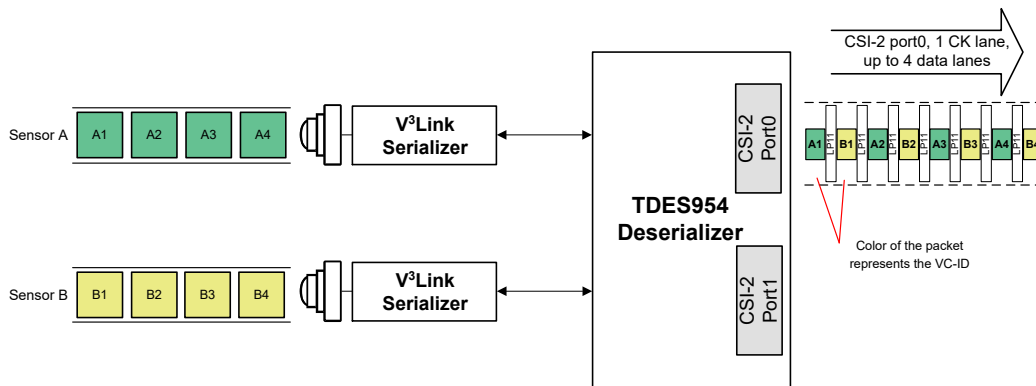 CSI-2 port0, 1 CK lane,
up to 4 data lanes
Sensor A
A1
A2
A3
A4
V³Link
Serializer
CSI-2
Port0
A1
LP11
B1
LP11
A2
LP11
B2
LP11
A3
LP11
B3
LP11
A4
LP11
B4
TDES954
Deserializer
Color of the packet
represents the VC-ID
Sensor B
B1
B2
B3
B4
V³Link
Serializer
CSI-2
Port1